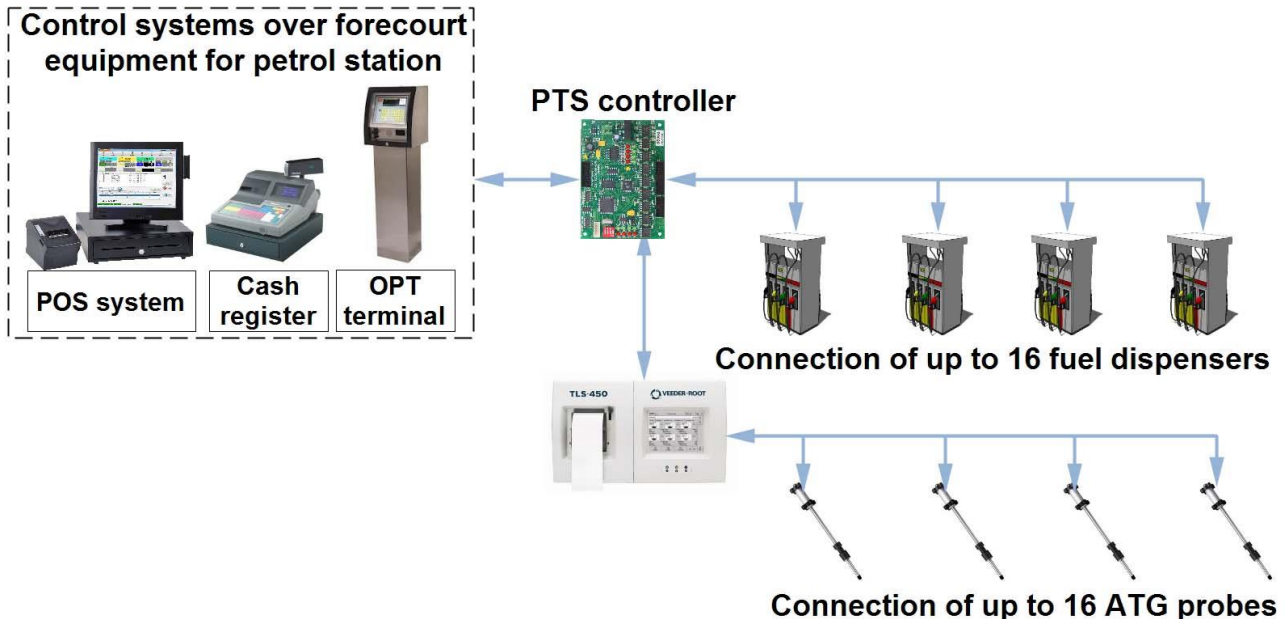 Control systems over forecourt
equipment for petrol station
PTS controller
POS system
Cash
register
OPT
terminal
Connection of up to 16 fuel dispensers
TLS-450
VEEDER-ROOT
Connection of up to 16 ATG probes